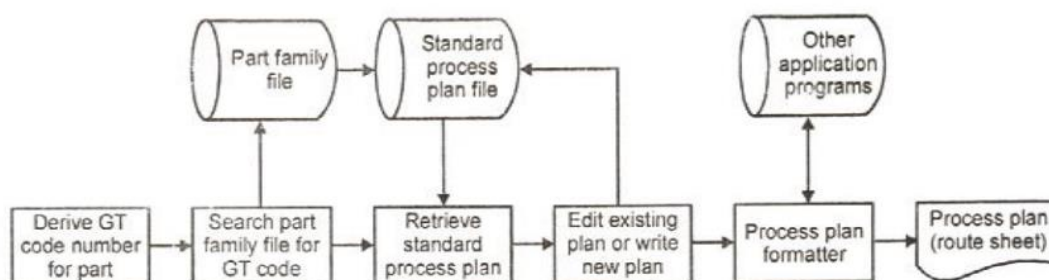 Part family
file
Standard
process
plan file
Other
application
programs
Derive GT
code number
for part
Search part
family file for
GT code
Retrieve
standard
process plan
Edit existing
plan or write
new plan
Process plan
formatter
Process plan
(route sheet)